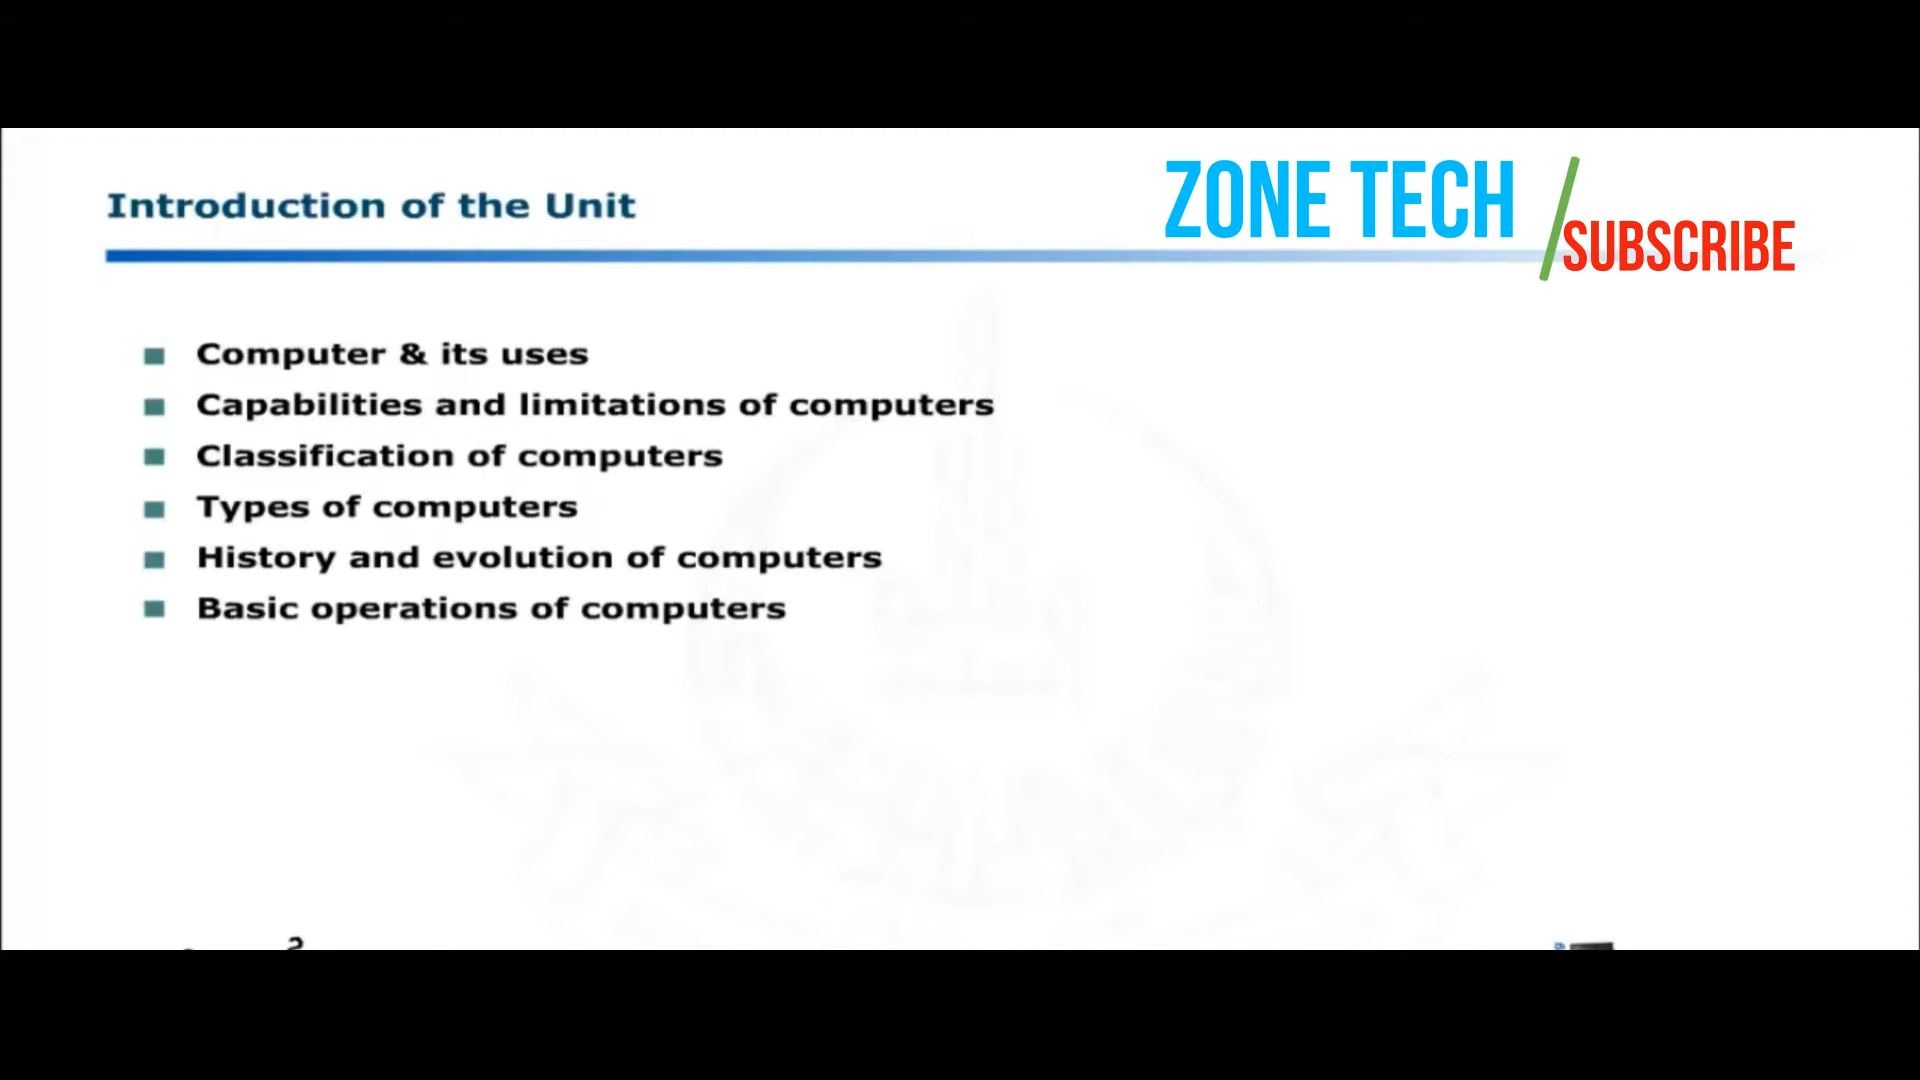 Introduction of the Unit
ZONE TECH
SUBSCRIBE
Computer & its uses
Capabilities and limitations of computers
Classification of computers
Types of computers
History and evolution of computers
Basic operations of computers